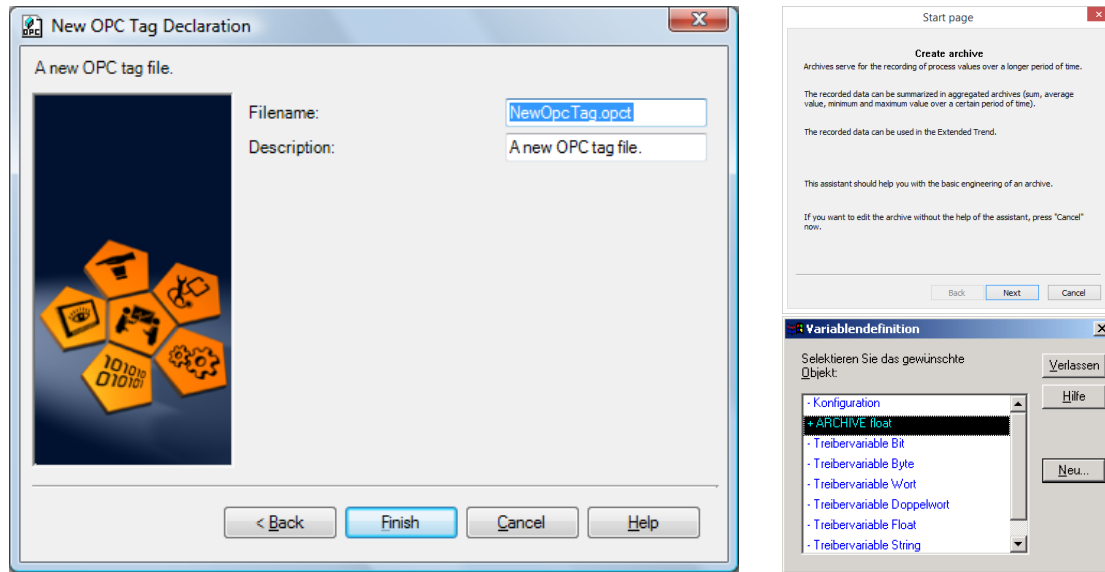 New OPC Tag Declaration
A new OPC tag file.
Filename:
NewOpcTag.opct
Description:
A new OPC tag file.
101010
010101
< Back
Finish
Cancel
Help
Start page
Create archive
Archives serve for the recording of process values over a longer period of time.
The recorded data can be summarized in aggregated archives (sum, average
value, minimum and maximum value over a certain period of time).
The recorded data can be used in the Extended Trend.
This assistant should help you with the basic engineering of an archive.
If you want to edit the archive without the help of the assistant, press "Cancel"
now.
Back
Next
Cancel
Variablendefinition
Selektieren Sie das gewünschte
Objekt:
Verlassen
Hilfe
Neu...
- Konfiguration
+ ARCHIVE float
- Treibervariable Bit
- Treibervariable Byte
- Treibervariable Wort
- Treibervariable Doppelwort
- Treibervariable Float
- Treibervariable String